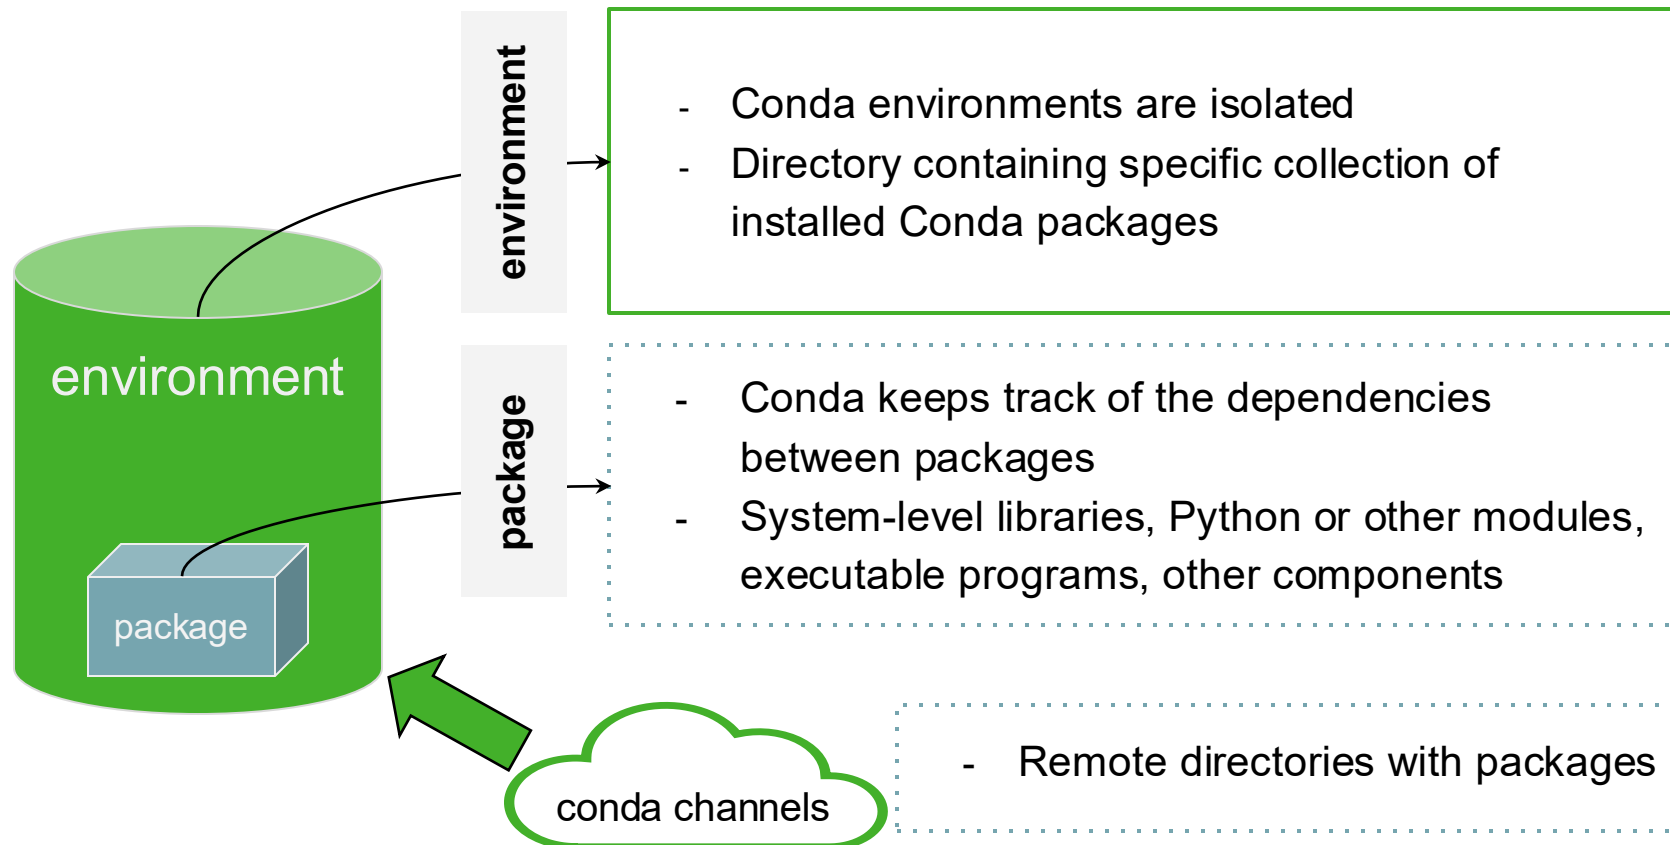 environment
- Conda environments are isolated
- Directory containing specific collection of
installed Conda packages
environment
package
- Conda keeps track of the dependencies
between packages
- System-level libraries, Python or other modules,
executable programs, other components
package
conda channels
- Remote directories with packages